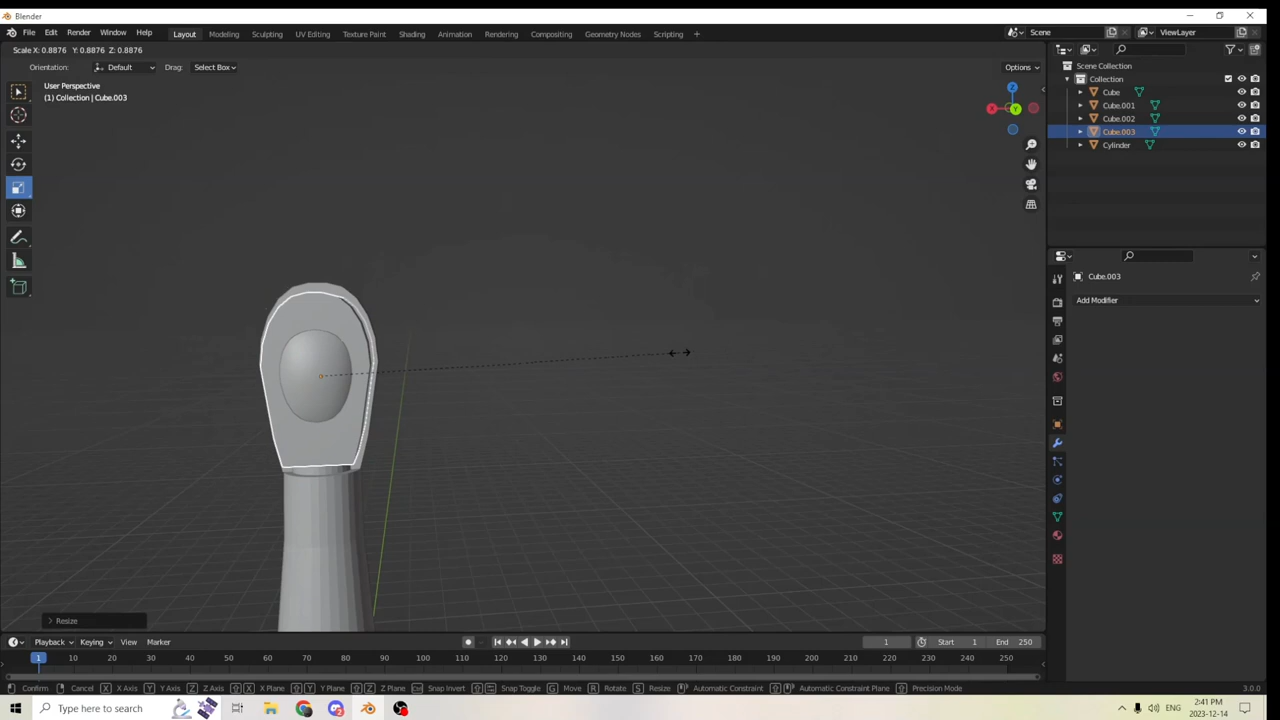 Blender
File Edit Render Window Help Layout Modeling Sculpting UV Editing Texture Paint Shading Animation Rendering Compositing Geometry Nodes Scripting + Scene ViewLayer
Scale X: 0.8876 Y: 0.8876 Z: 0.8876
Orientation: Default Drag: Select Box Options
User Perspective
(1) Collection | Cube.003
Z
X
Y
Scene Collection
Collection
Cube
Cube.001
Cube.002
Cube.003
Cylinder
Cube.003
Add Modifier
Resize
Playback Keying View Marker 1 Start 1 End 250
1 10 20 30 40 50 60 70 80 90 100 110 120 130 140 150 160 170 180 190 200 210 220 230 240 250
Confirm Cancel X X Axis Y Y Axis Z Z Axis X X Plane Y Y Plane Z Z Plane Snap Invert Snap Toggle G Move R Rotate S Resize Automatic Constraint Automatic Constraint Plane Precision Mode 3.0.0
Type here to search ENG 2:41 PM
2023-12-14